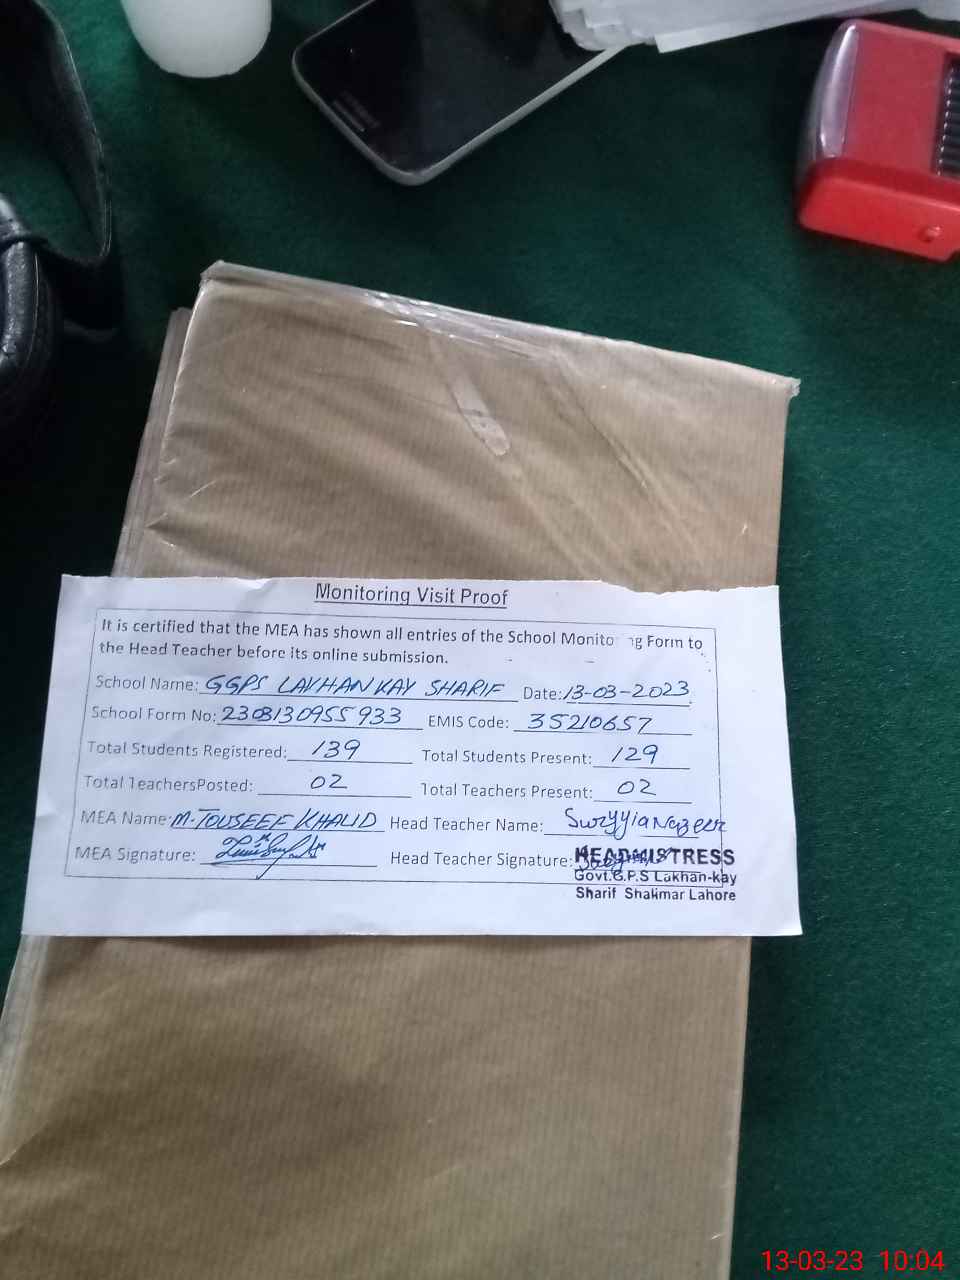 Monitoring Visit Proof
It is certified that the MEA has shown all entries of the School Monitoring Form to
the Head Teacher before its online submission.
School Name: GGPS LAKHAN KAY SHARIF Date: 13-03-2023
School Form No: 2303130955933 EMIS Code: 35210657
Total Students Registered: 139 Total Students Present: 129
Total TeachersPosted: 02 Total Teachers Present: 02
MEA Name: M. TOUSEEF KHALID Head Teacher Name: Suryyia Nazeer
MEA Signature: Head Teacher Signature:
HEADMISTRESS
Govt.G.P.S Lakhan-kay
Sharif Shalimar Lahore
13-03-23 10:04